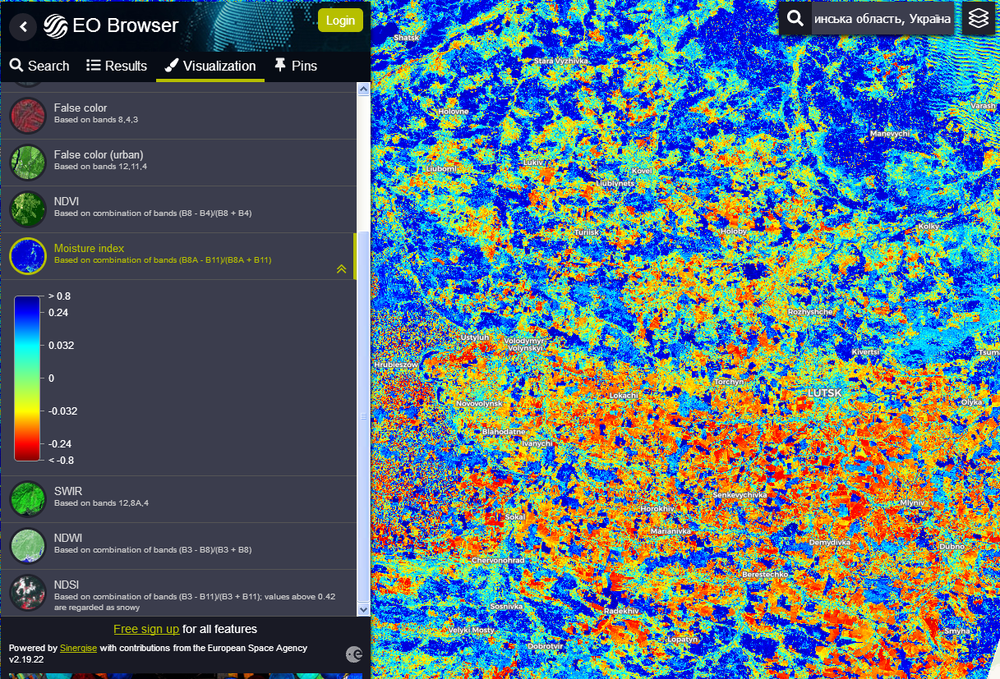 EO Browser
Login
Search
Results
Visualization
Pins
False color
Based on bands 8,4,3
False color (urban)
Based on bands 12,11,4
NDVI
Based on combination of bands (B8 - B4)/(B8 + B4)
Moisture index
Based on combination of bands (B8A - B11)/(B8A + B11)
> 0.8
0.24
0.032
0
-0.032
-0.24
< -0.8
SWIR
Based on bands 12,8A,4
NDWI
Based on combination of bands (B3 - B8)/(B3 + B8)
NDSI
Based on combination of bands (B3 - B11)/(B3 + B11); values above 0.42
are regarded as snowy
Free sign up for all features
Powered by Sinergise with contributions from the European Space Agency
v2.19.22
инська область, Україна
Shatsk
Stara Vyzhivka
Varash
Holovne
Manevychi
Lukiv
Liuboml
Kovel
Liublynets
Kolky
Turiisk
Holoby
Rozhyshche
Ustyluh
Volodymyr-
Volynskyi
Kivertsi
Tsum
Hrubieszów
Torchyn
LUTSK
Lokachi
Novovolynsk
Olyka
Blahodatne
Ivanychi
Senkevychivka
Mlyniv
Horokhiv
Sokal
Marianivka
Demydivka
Dubno
Chervonohrad
Berestechko
Sosnivka
Radekhiv
Velyki Mosty
Smyha
Lopatyn
Dobrotvir